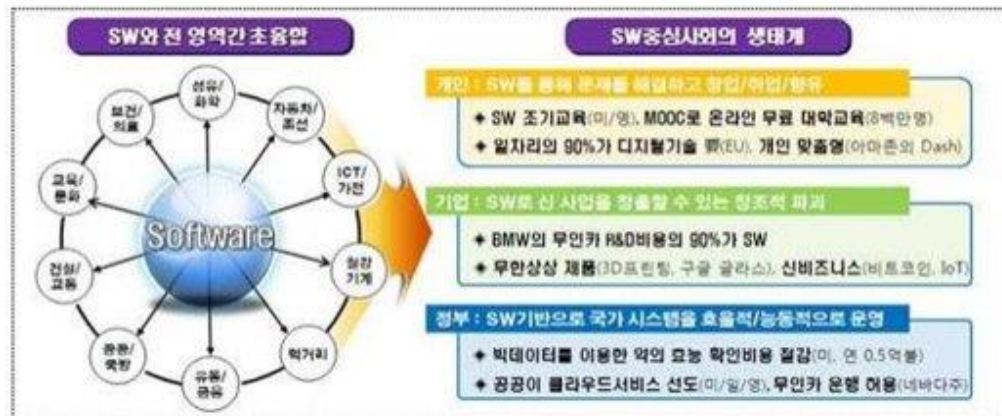 SW와 전 영역간 초융합
섬유/
화학
자동차/
조선
ICT/
가전
기계
먹거리
유통/
금융
공공/
국방
건설/
교통
교육/
문화
보건/
의료
Software
SW중심사회의 생태계
개인 : SW를 통해 문제를 해결하고 창업/취업/향유
◈ SW 조기교육(미/영), MOOC로 온라인 무료 대학교육(8백만명)
◈ 일자리의 90%가 디지털기술 要(EU), 개인 맞춤형(아마존의 Dash)
기업 : SW로 신 사업을 창출할 수 있는 창조적 파괴
◈ BMW의 무인카 R&D비용의 90%가 SW
◈ 무한상상 제품(3D프린팅, 구글 글라스), 신비즈니스(비트코인, IoT)
정부 : SW기반으로 국가 시스템을 효율적/능동적으로 운영
◈ 빅데이터를 이용한 약의 효능 확인비용 절감(미, 연 0.5억불)
◈ 공공이 클라우드서비스 선도(미/일/영), 무인카 운행 허용(네바다주)